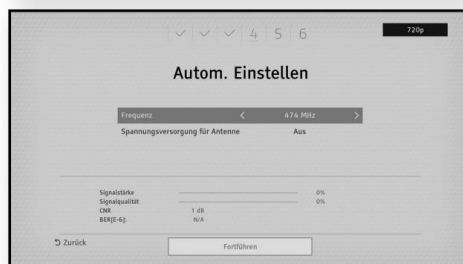 4 5 6
720p
Autom. Einstellen
Frequenz 474 MHz
Spannungsversorgung für Antenne Aus
Signalstärke 0%
Signalqualität 0%
CNR 1 dB
BER[E-6]: N/A
Zurück
Fortführen